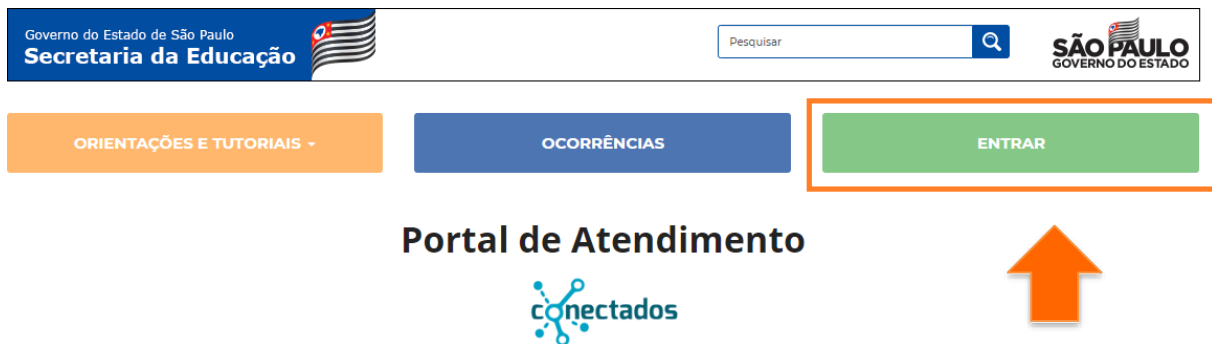 Governo do Estado de São Paulo
Secretaria da Educação
Pesquisar
SÃO PAULO
GOVERNO DO ESTADO
ORIENTAÇÕES E TUTORIAIS
OCORRÊNCIAS
ENTRAR
Portal de Atendimento
conectados